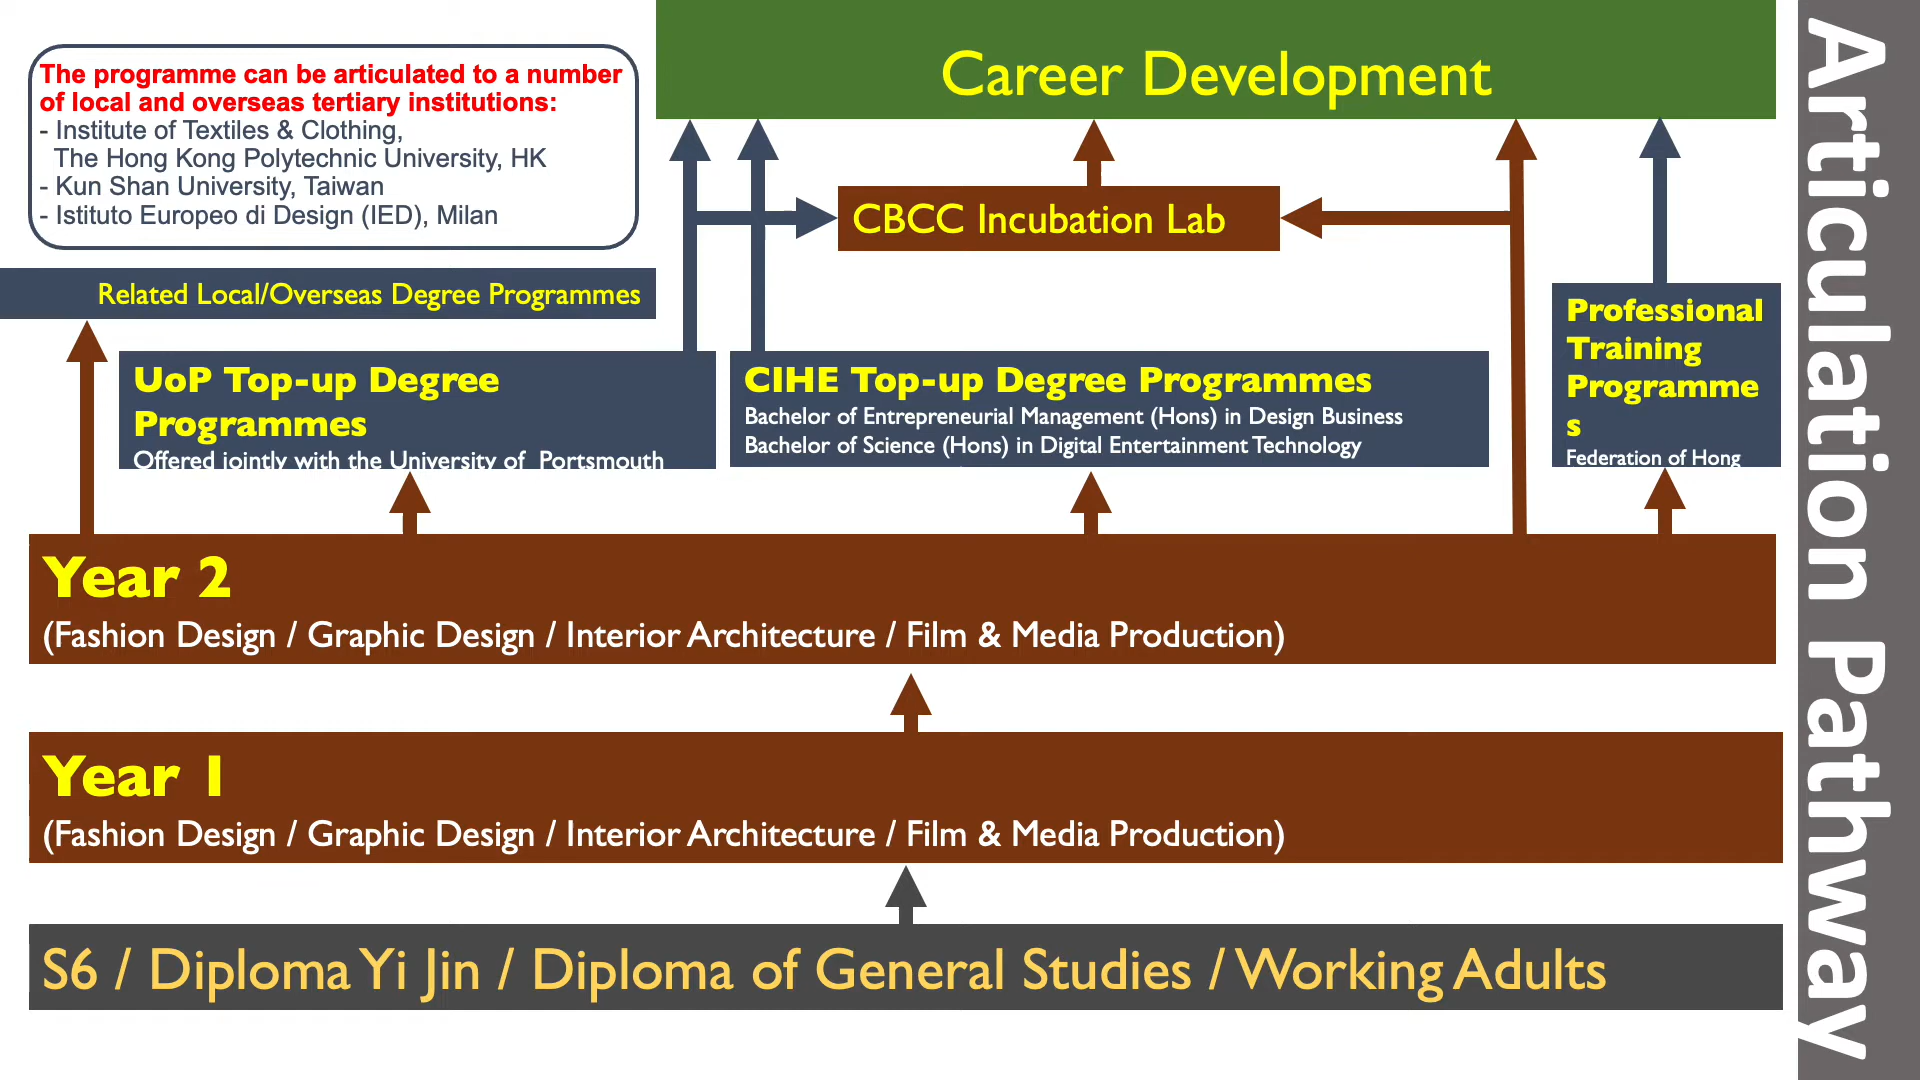 Career Development
The programme can be articulated to a number
of local and overseas tertiary institutions:
- Institute of Textiles & Clothing,
The Hong Kong Polytechnic University, HK
- Kun Shan University, Taiwan
- Istituto Europeo di Design (IED), Milan
CBCC Incubation Lab
Related Local/Overseas Degree Programmes
UoP Top-up Degree
Programmes
Offered jointly with the University of Portsmouth
CIHE Top-up Degree Programmes
Bachelor of Entrepreneurial Management (Hons) in Design Business
Bachelor of Science (Hons) in Digital Entertainment Technology
Professional
Training
Programme
s
Federation of Hong
Year 2
(Fashion Design / Graphic Design / Interior Architecture / Film & Media Production)
Year 1
(Fashion Design / Graphic Design / Interior Architecture / Film & Media Production)
S6 / Diploma Yi Jin / Diploma of General Studies / Working Adults
Articulation Pathway